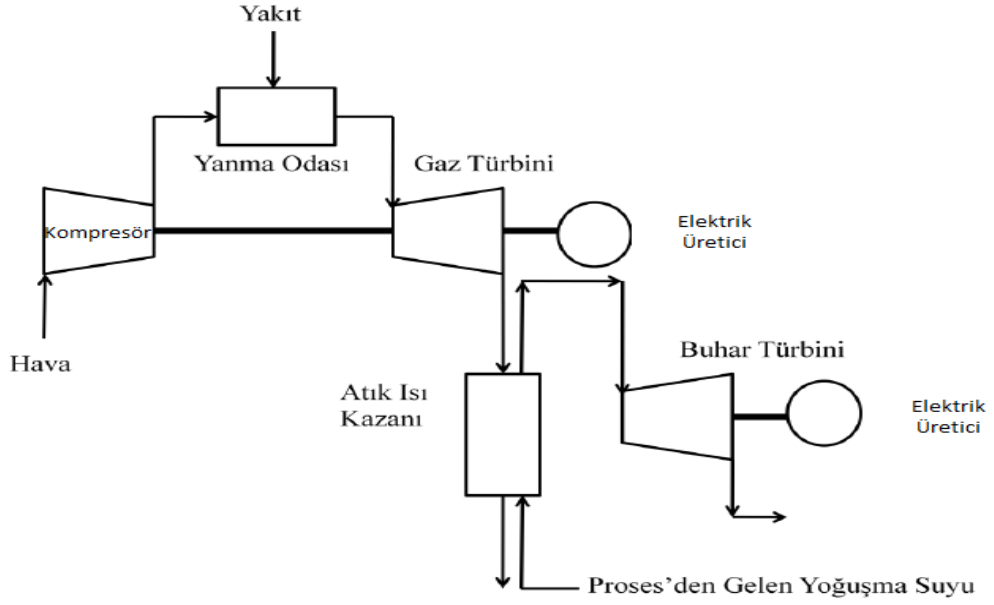 Yakıt
Yanma Odası
Gaz Türbini
Kompresör
Elektrik
Üretici
Hava
Buhar Türbini
Atık Isı
Kazanı
Elektrik
Üretici
Proses’den Gelen Yoğuşma Suyu